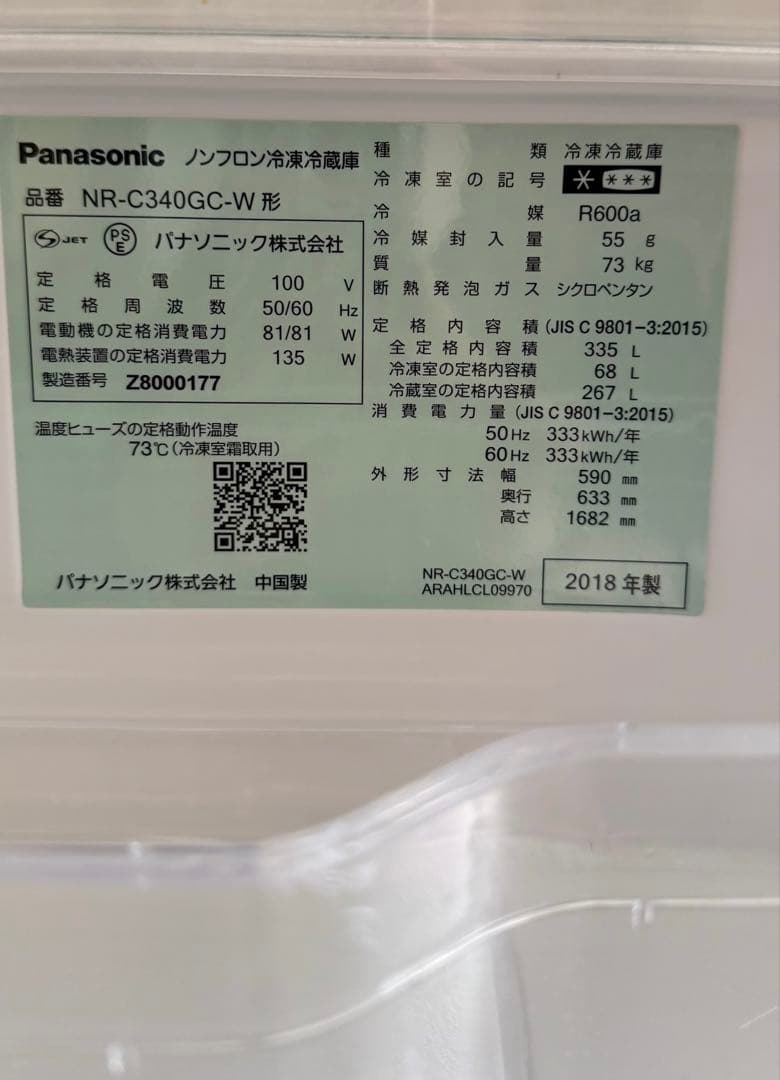 Panasonic ノンフロン冷凍冷蔵庫
品番 NR-C340GC-W 形
S JET PSE パナソニック株式会社
定格電圧 100 V
定格周波数 50/60 Hz
電動機の定格消費電力 81/81 W
電熱装置の定格消費電力 135 W
製造番号 Z8000177
温度ヒューズの定格動作温度
73℃(冷凍室霜取用)
パナソニック株式会社 中国製
種類 冷凍冷蔵庫
冷凍室の記号 * ***
冷媒 R600a
冷媒封入量 55 g
質量 73 kg
断熱発泡ガス シクロペンタン
定格内容積 (JIS C 9801-3:2015)
全定格内容積 335 L
冷凍室の定格内容積 68 L
冷蔵室の定格内容積 267 L
消費電力量 (JIS C 9801-3:2015)
50Hz 333kWh/年
60Hz 333kWh/年
外形寸法 幅 590 mm
奥行 633 mm
高さ 1682 mm
NR-C340GC-W
ARAHLCL09970
2018 年製